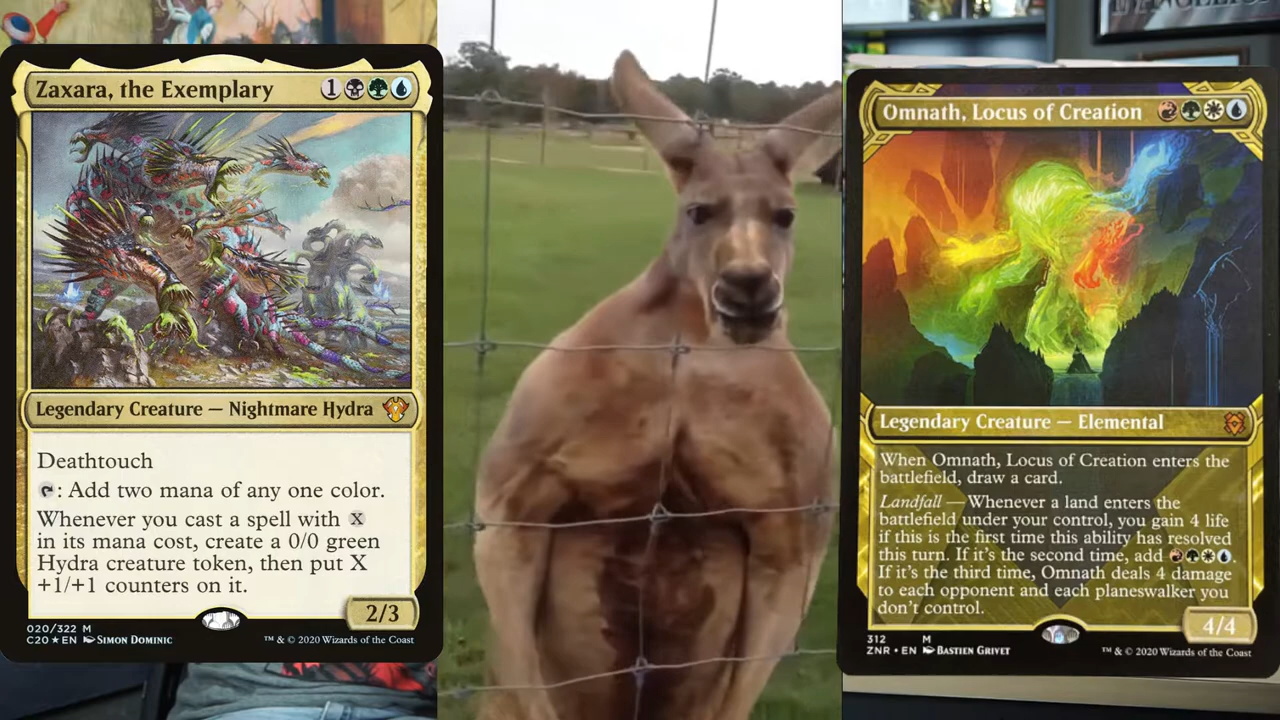 Zaxara, the Exemplary 1
Legendary Creature — Nightmare Hydra
Deathtouch
: Add two mana of any one color.
Whenever you cast a spell with X
in its mana cost, create a 0/0 green
Hydra creature token, then put X
+1/+1 counters on it.
2/3
020/322 M
C20 ★ EN SIMON DOMINIC
™ & © 2020 Wizards of the Coast
Omnath, Locus of Creation
Legendary Creature — Elemental
When Omnath, Locus of Creation enters the
battlefield, draw a card.
Landfall — Whenever a land enters the
battlefield under your control, you gain 4 life
if this is the first time this ability has resolved
this turn. If it's the second time, add .
If it's the third time, Omnath deals 4 damage
to each opponent and each planeswalker you
don't control.
4/4
312 M
ZNR • EN BASTIEN GRIVET
™ & © 2020 Wizards of the Coast